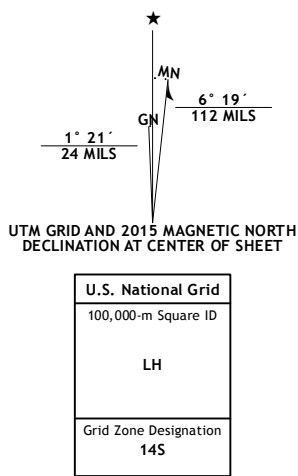 ★
MN
GN
6° 19´
112 MILS
1° 21´
24 MILS
UTM GRID AND 2015 MAGNETIC NORTH
DECLINATION AT CENTER OF SHEET
U.S. National Grid
100,000-m Square ID
LH
Grid Zone Designation
14S